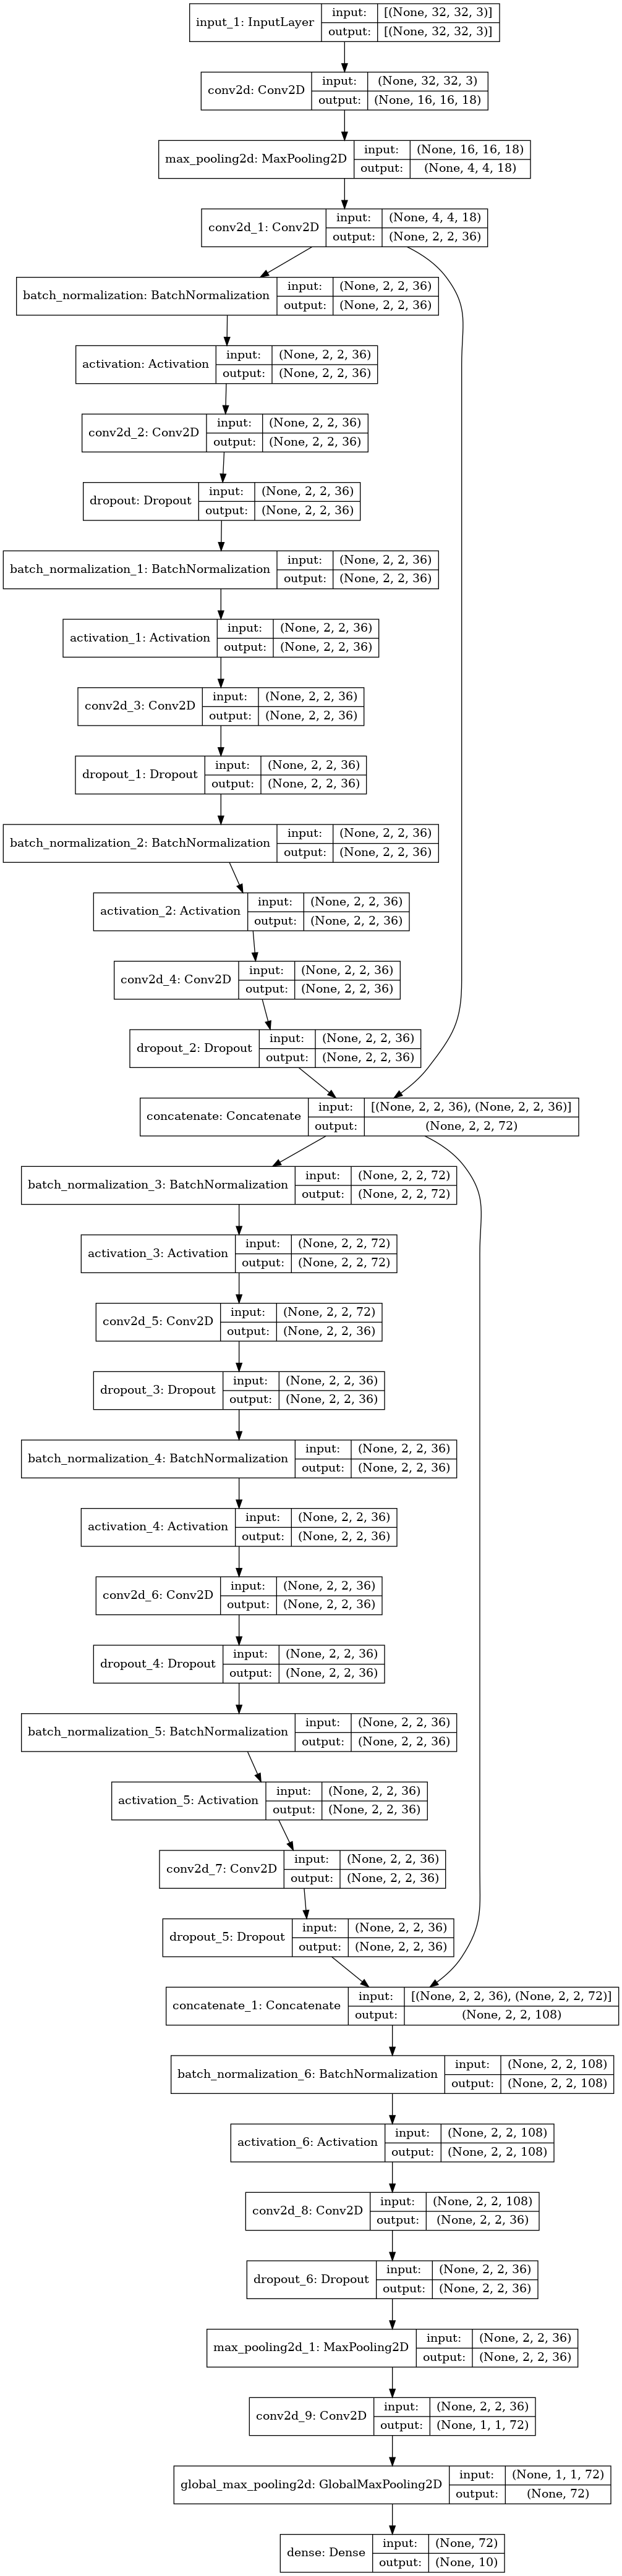 input_1: InputLayer
input: [(None, 32, 32, 3)]
output: [(None, 32, 32, 3)]
conv2d: Conv2D
input: (None, 32, 32, 3)
output: (None, 16, 16, 18)
max_pooling2d: MaxPooling2D
input: (None, 16, 16, 18)
output: (None, 4, 4, 18)
conv2d_1: Conv2D
input: (None, 4, 4, 18)
output: (None, 2, 2, 36)
batch_normalization: BatchNormalization
input: (None, 2, 2, 36)
output: (None, 2, 2, 36)
activation: Activation
input: (None, 2, 2, 36)
output: (None, 2, 2, 36)
conv2d_2: Conv2D
input: (None, 2, 2, 36)
output: (None, 2, 2, 36)
dropout: Dropout
input: (None, 2, 2, 36)
output: (None, 2, 2, 36)
batch_normalization_1: BatchNormalization
input: (None, 2, 2, 36)
output: (None, 2, 2, 36)
activation_1: Activation
input: (None, 2, 2, 36)
output: (None, 2, 2, 36)
conv2d_3: Conv2D
input: (None, 2, 2, 36)
output: (None, 2, 2, 36)
dropout_1: Dropout
input: (None, 2, 2, 36)
output: (None, 2, 2, 36)
batch_normalization_2: BatchNormalization
input: (None, 2, 2, 36)
output: (None, 2, 2, 36)
activation_2: Activation
input: (None, 2, 2, 36)
output: (None, 2, 2, 36)
conv2d_4: Conv2D
input: (None, 2, 2, 36)
output: (None, 2, 2, 36)
dropout_2: Dropout
input: (None, 2, 2, 36)
output: (None, 2, 2, 36)
concatenate: Concatenate
input: [(None, 2, 2, 36), (None, 2, 2, 36)]
output: (None, 2, 2, 72)
batch_normalization_3: BatchNormalization
input: (None, 2, 2, 72)
output: (None, 2, 2, 72)
activation_3: Activation
input: (None, 2, 2, 72)
output: (None, 2, 2, 72)
conv2d_5: Conv2D
input: (None, 2, 2, 72)
output: (None, 2, 2, 36)
dropout_3: Dropout
input: (None, 2, 2, 36)
output: (None, 2, 2, 36)
batch_normalization_4: BatchNormalization
input: (None, 2, 2, 36)
output: (None, 2, 2, 36)
activation_4: Activation
input: (None, 2, 2, 36)
output: (None, 2, 2, 36)
conv2d_6: Conv2D
input: (None, 2, 2, 36)
output: (None, 2, 2, 36)
dropout_4: Dropout
input: (None, 2, 2, 36)
output: (None, 2, 2, 36)
batch_normalization_5: BatchNormalization
input: (None, 2, 2, 36)
output: (None, 2, 2, 36)
activation_5: Activation
input: (None, 2, 2, 36)
output: (None, 2, 2, 36)
conv2d_7: Conv2D
input: (None, 2, 2, 36)
output: (None, 2, 2, 36)
dropout_5: Dropout
input: (None, 2, 2, 36)
output: (None, 2, 2, 36)
concatenate_1: Concatenate
input: [(None, 2, 2, 36), (None, 2, 2, 72)]
output: (None, 2, 2, 108)
batch_normalization_6: BatchNormalization
input: (None, 2, 2, 108)
output: (None, 2, 2, 108)
activation_6: Activation
input: (None, 2, 2, 108)
output: (None, 2, 2, 108)
conv2d_8: Conv2D
input: (None, 2, 2, 108)
output: (None, 2, 2, 36)
dropout_6: Dropout
input: (None, 2, 2, 36)
output: (None, 2, 2, 36)
max_pooling2d_1: MaxPooling2D
input: (None, 2, 2, 36)
output: (None, 2, 2, 36)
conv2d_9: Conv2D
input: (None, 2, 2, 36)
output: (None, 1, 1, 72)
global_max_pooling2d: GlobalMaxPooling2D
input: (None, 1, 1, 72)
output: (None, 72)
dense: Dense
input: (None, 72)
output: (None, 10)